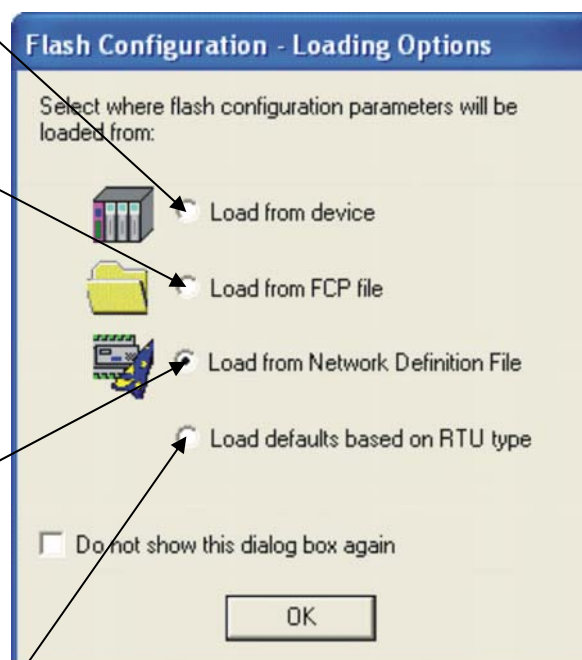 Flash Configuration - Loading Options
Select where flash configuration parameters will be
loaded from:
Load from device
Load from FCP file
Load from Network Definition File
Load defaults based on RTU type
Do not show this dialog box again
OK